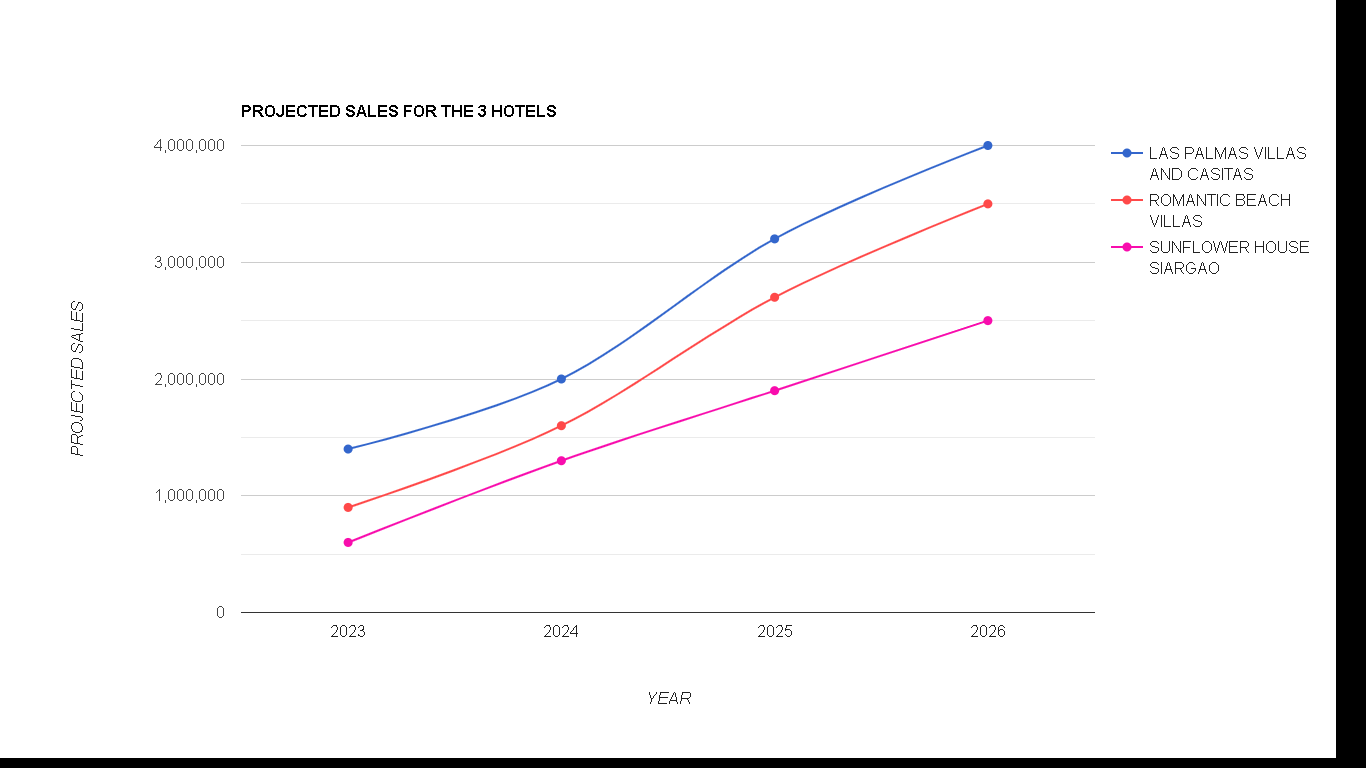 PROJECTED SALES FOR THE 3 HOTELS
4,000,000
3,000,000
2,000,000
1,000,000
0
PROJECTED SALES
2023
2024
2025
2026
YEAR
LAS PALMAS VILLAS
AND CASITAS
ROMANTIC BEACH
VILLAS
SUNFLOWER HOUSE
SIARGAO